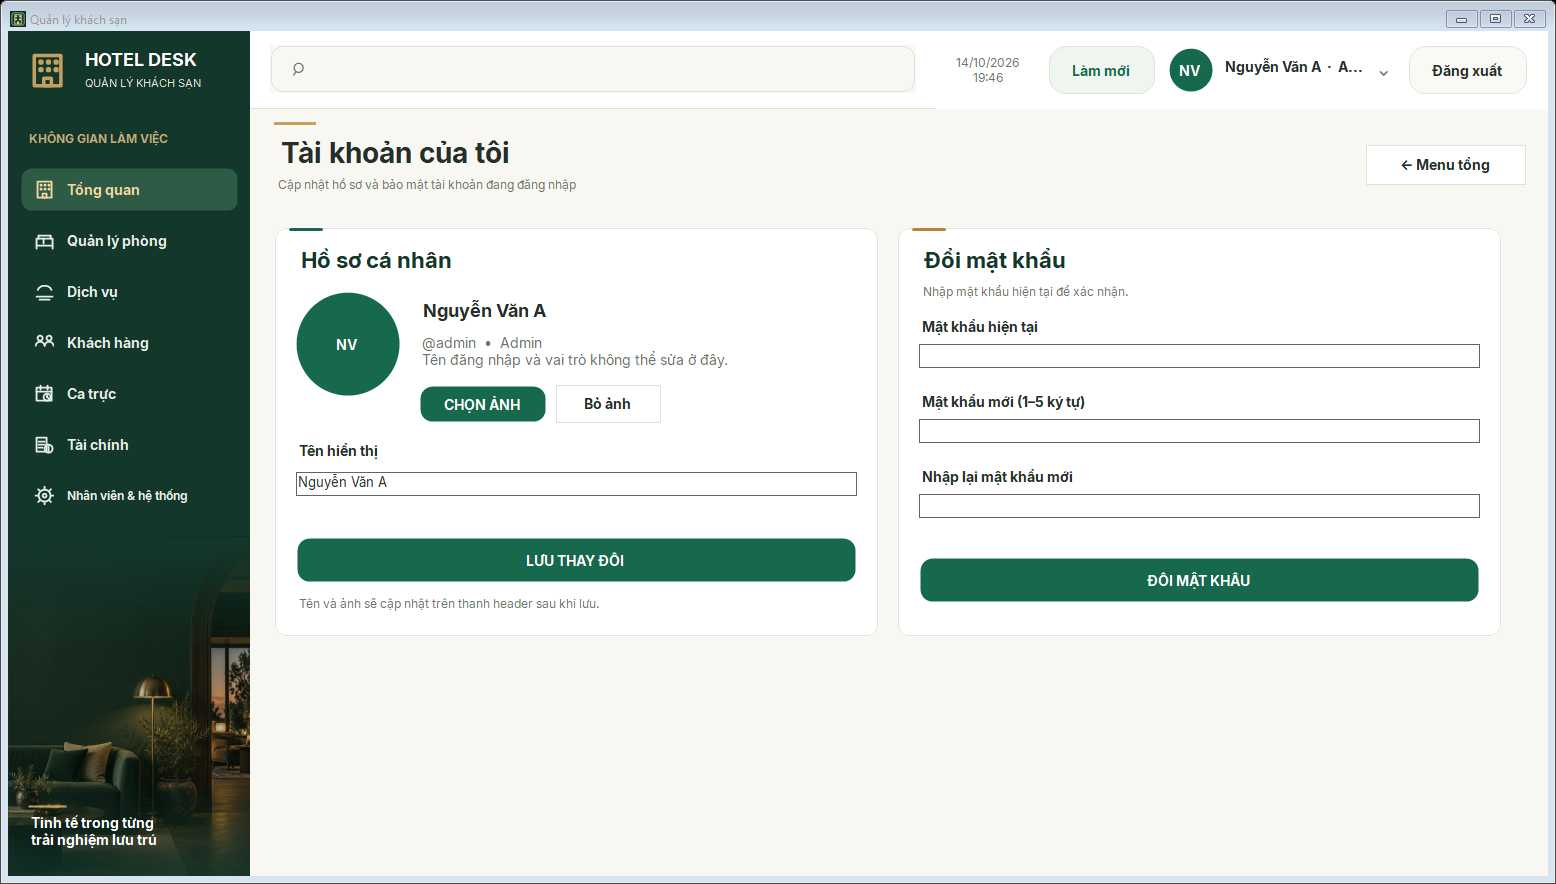 Quản lý khách sạn
HOTEL DESK
QUẢN LÝ KHÁCH SẠN
KHÔNG GIAN LÀM VIỆC
Tổng quan
Quản lý phòng
Dịch vụ
Khách hàng
Ca trực
Tài chính
Nhân viên & hệ thống
Tinh tế trong từng
trải nghiệm lưu trú
14/10/2026
19:46
Làm mới
NV
Nguyễn Văn A · A...
Đăng xuất
Tài khoản của tôi
Cập nhật hồ sơ và bảo mật tài khoản đang đăng nhập
← Menu tổng
Hồ sơ cá nhân
NV
Nguyễn Văn A
@admin • Admin
Tên đăng nhập và vai trò không thể sửa ở đây.
CHỌN ẢNH
Bỏ ảnh
Tên hiển thị
Nguyễn Văn A
LƯU THAY ĐỔI
Tên và ảnh sẽ cập nhật trên thanh header sau khi lưu.
Đổi mật khẩu
Nhập mật khẩu hiện tại để xác nhận.
Mật khẩu hiện tại
Mật khẩu mới (1–5 ký tự)
Nhập lại mật khẩu mới
ĐỔI MẬT KHẨU